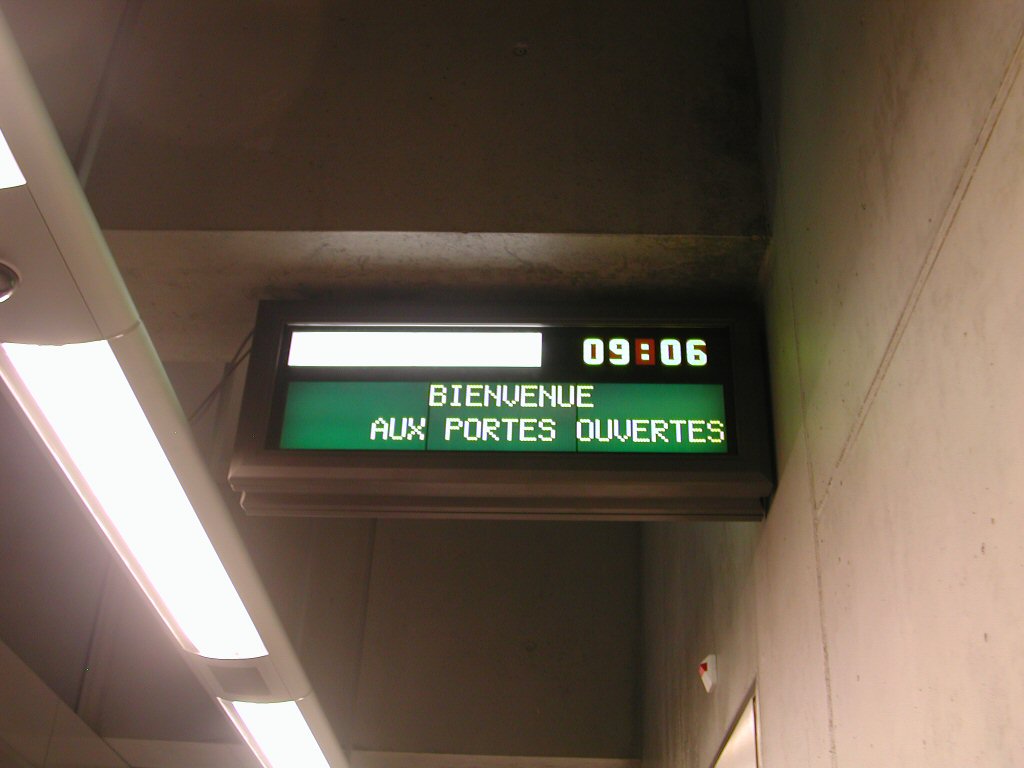 09:06
BIENVENUE
AUX PORTES OUVERTES